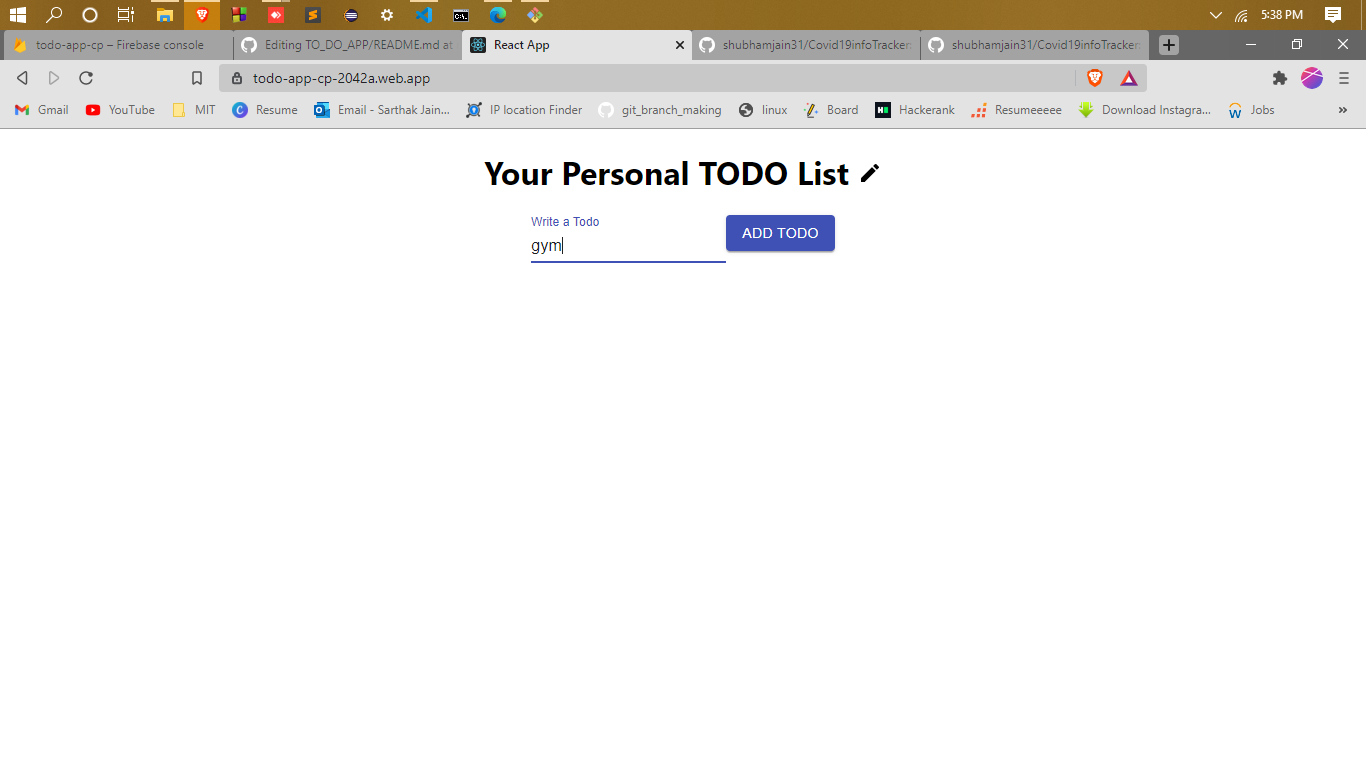 5:38 PM
todo-app-cp – Firebase console
Editing TO_DO_APP/README.md at
React App
shubhamjain31/Covid19infoTracker
shubhamjain31/Covid19infoTracker
todo-app-cp-2042a.web.app
Gmail YouTube MIT Resume Email - Sarthak Jain... IP location Finder git_branch_making linux Board Hackerank Resumeeeee Download Instagra... Jobs »
Your Personal TODO List
Write a Todo
gym
ADD TODO